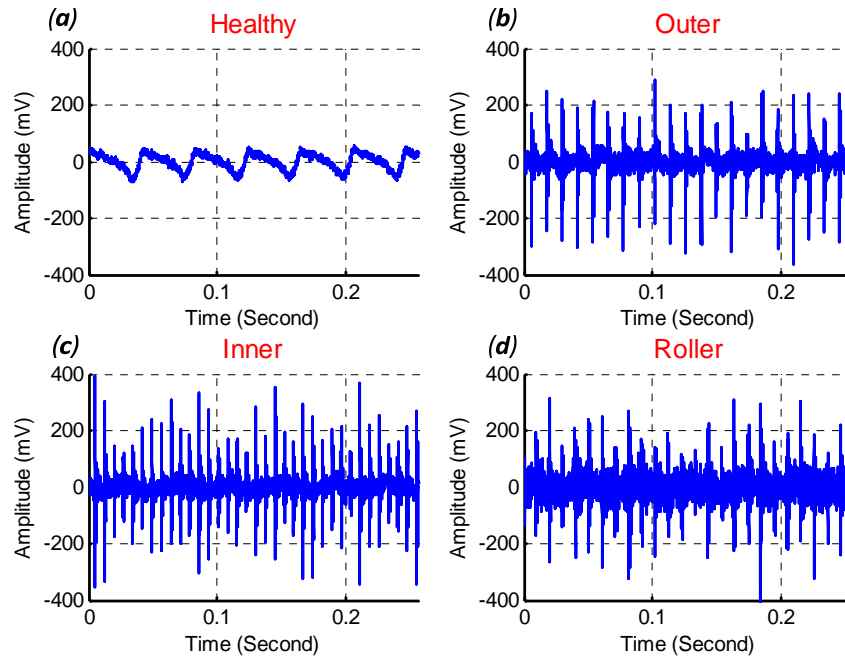 (a) Healthy
400
200
0
-200
-400
Amplitude (mV)
0 0.1 0.2
Time (Second)
(b) Outer
400
200
0
-200
-400
Amplitude (mV)
0 0.1 0.2
Time (Second)
(c) Inner
400
200
0
-200
-400
Amplitude (mV)
0 0.1 0.2
Time (Second)
(d) Roller
400
200
0
-200
-400
Amplitude (mV)
0 0.1 0.2
Time (Second)